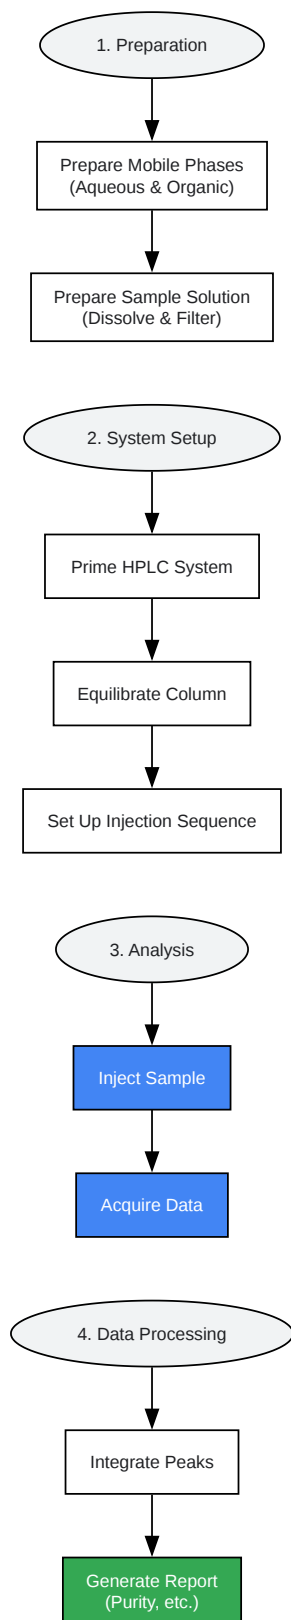 1. Preparation
Prepare Mobile Phases
(Aqueous & Organic)
Prepare Sample Solution
(Dissolve & Filter)
2. System Setup
Prime HPLC System
Equilibrate Column
Set Up Injection Sequence
3. Analysis
Inject Sample
Acquire Data
4. Data Processing
Integrate Peaks
Generate Report
(Purity, etc.)